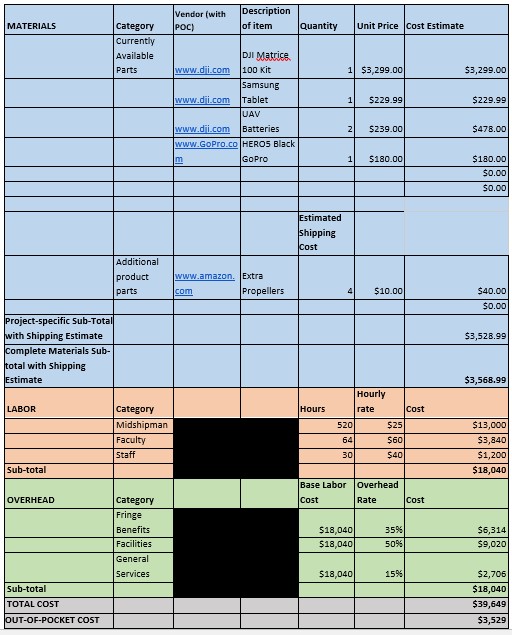 MATERIALS Category Vendor (with POC) Description of item Quantity Unit Price Cost Estimate
Currently Available Parts www.dji.com DJI Matrice 100 Kit 1 $3,299.00 $3,299.00
www.dji.com Samsung Tablet 1 $229.99 $229.99
www.dji.com UAV Batteries 2 $239.00 $478.00
www.GoPro.com HERO5 Black GoPro 1 $180.00 $180.00
$0.00
$0.00
Estimated Shipping Cost
Additional product parts www.amazon.com Extra Propellers 4 $10.00 $40.00
$0.00
Project-specific Sub-Total with Shipping Estimate $3,528.99
Complete Materials Sub-total with Shipping Estimate $3,568.99
LABOR Category Hours Hourly rate Cost
Midshipman 520 $25 $13,000
Faculty 64 $60 $3,840
Staff 30 $40 $1,200
Sub-total $18,040
OVERHEAD Category Base Labor Cost Overhead Rate Cost
Fringe Benefits $18,040 35% $6,314
Facilities $18,040 50% $9,020
General Services $18,040 15% $2,706
Sub-total $18,040
TOTAL COST $39,649
OUT-OF-POCKET COST $3,529